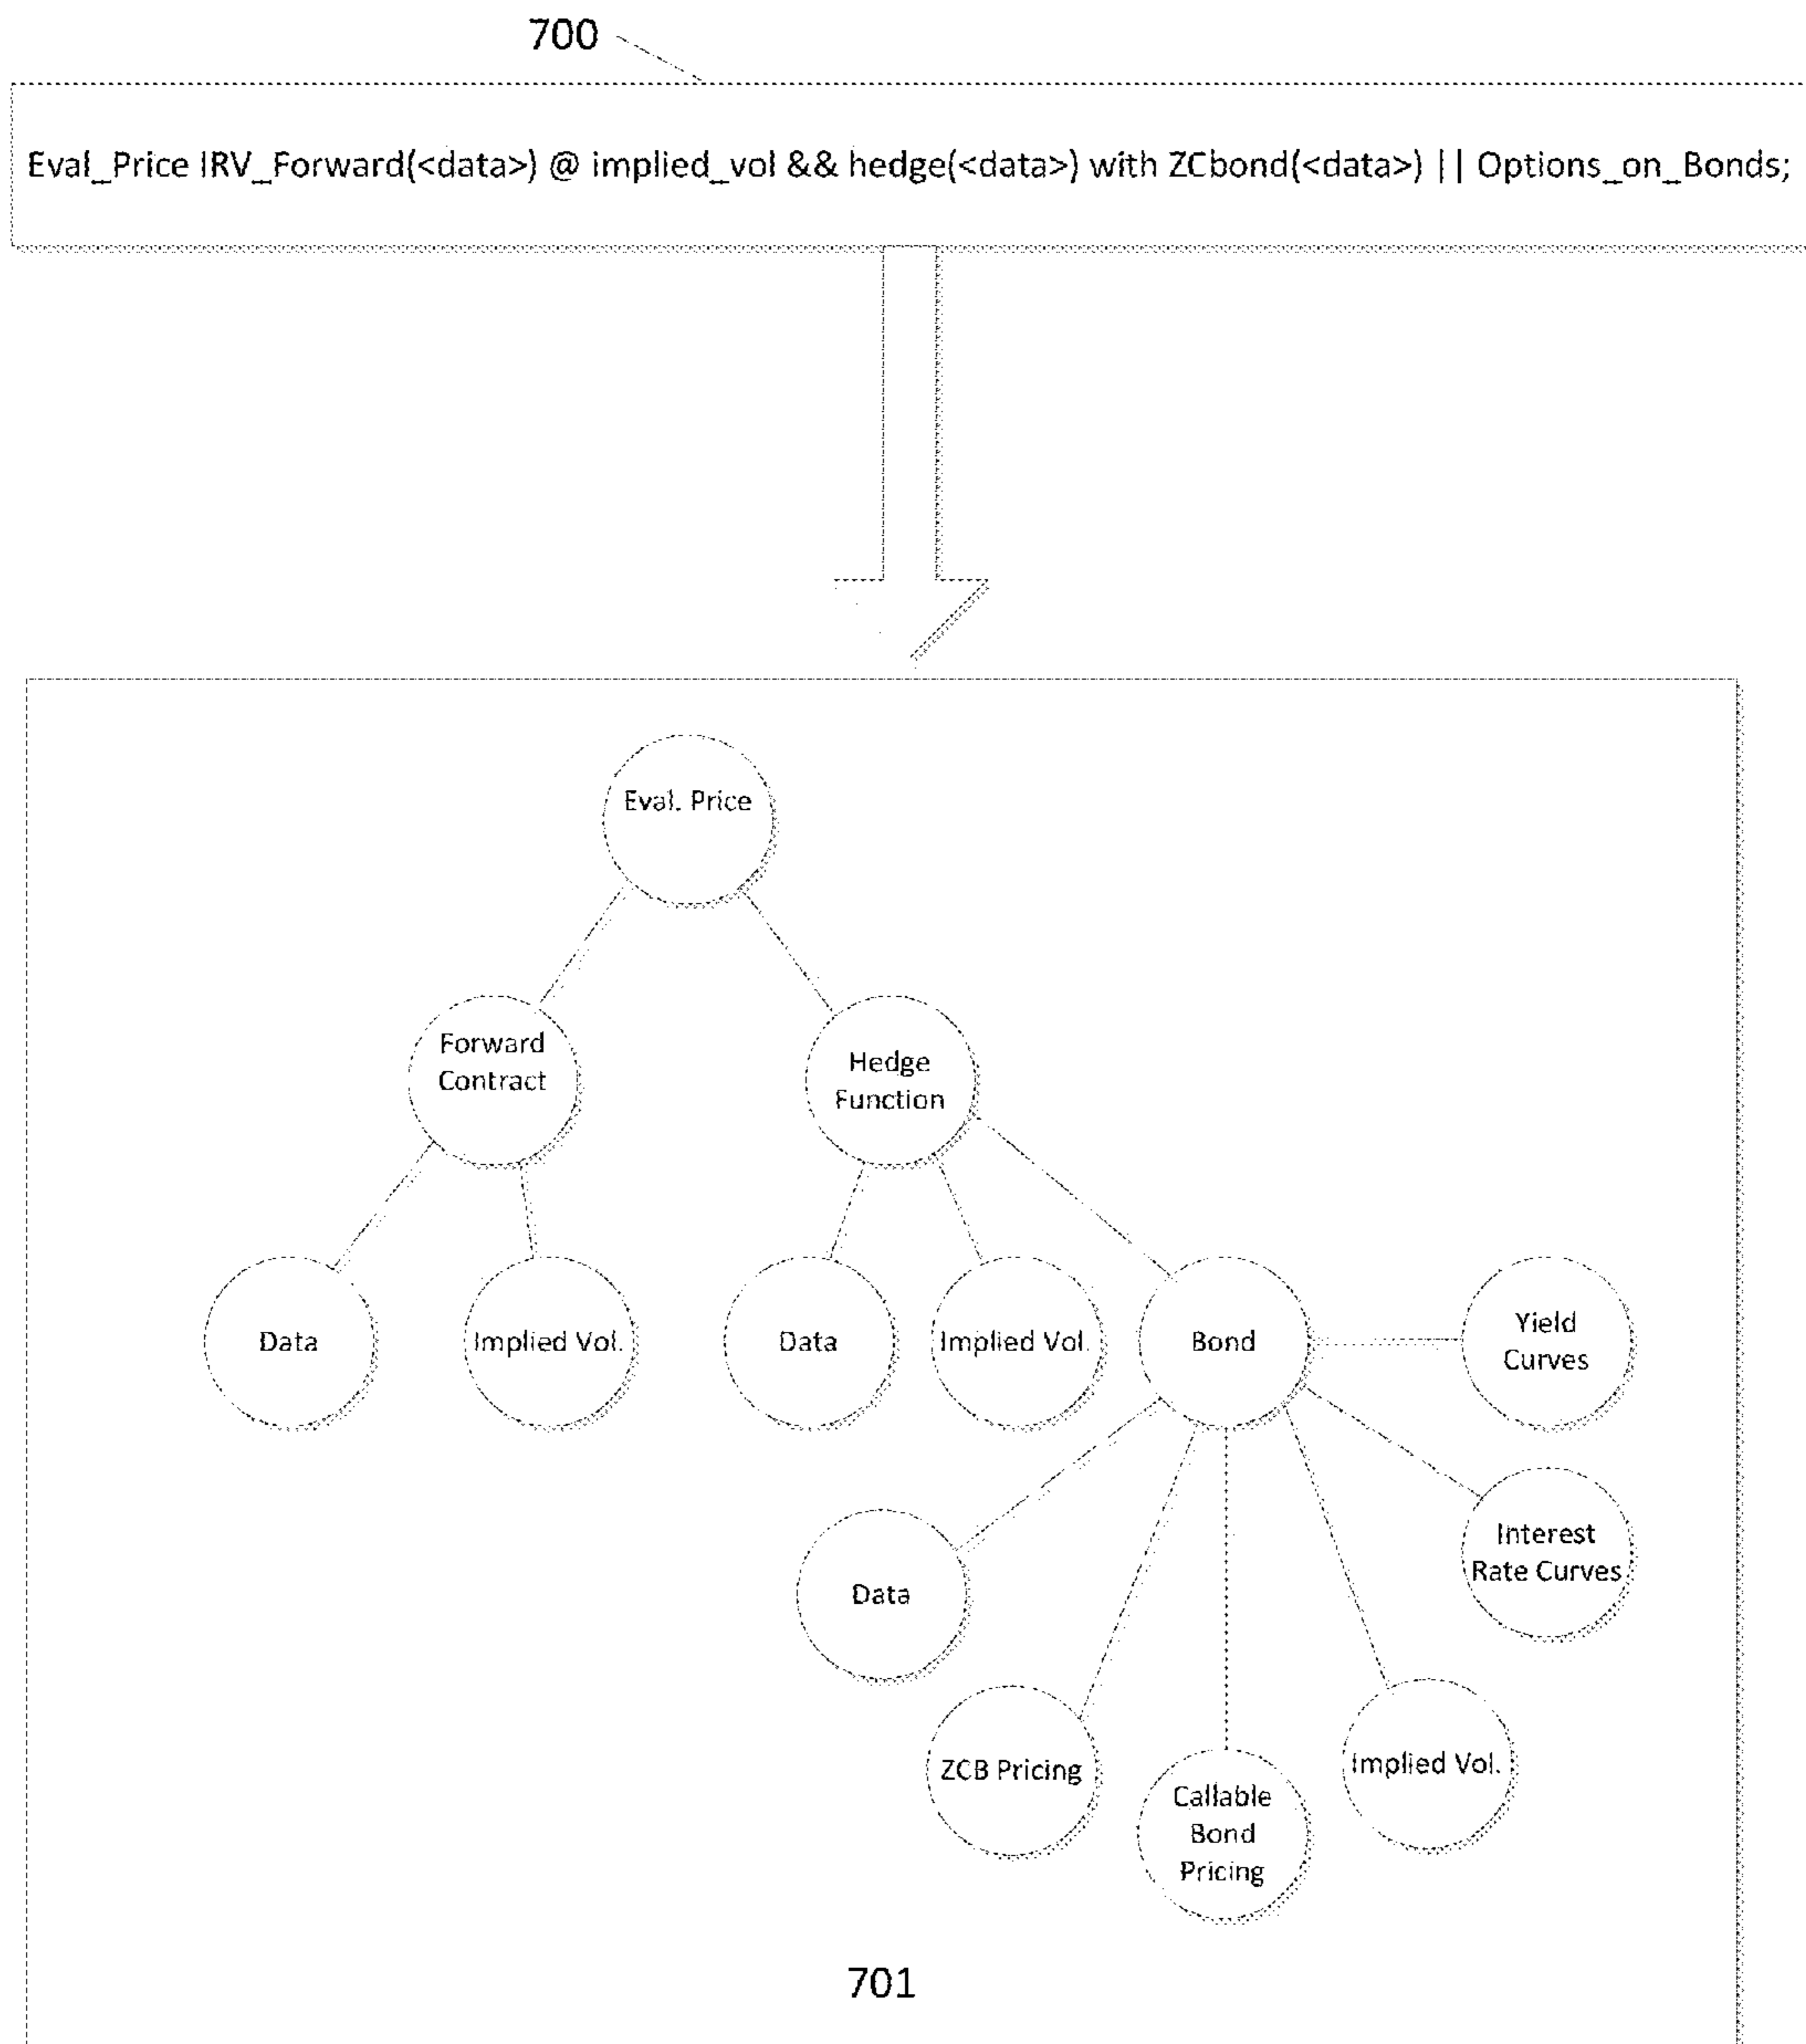 700
Eval_Price IRV_Forward(<data>) @ implied_vol && hedge(<data>) with ZCbond(<data>) || Options_on_Bonds;
Eval. Price
Forward
Contract
Hedge
Function
Data
Implied Vol.
Data
Implied Vol.
Bond
Yield
Curves
Interest
Rate Curves
Data
ZCB Pricing
Callable
Bond
Pricing
Implied Vol.
701